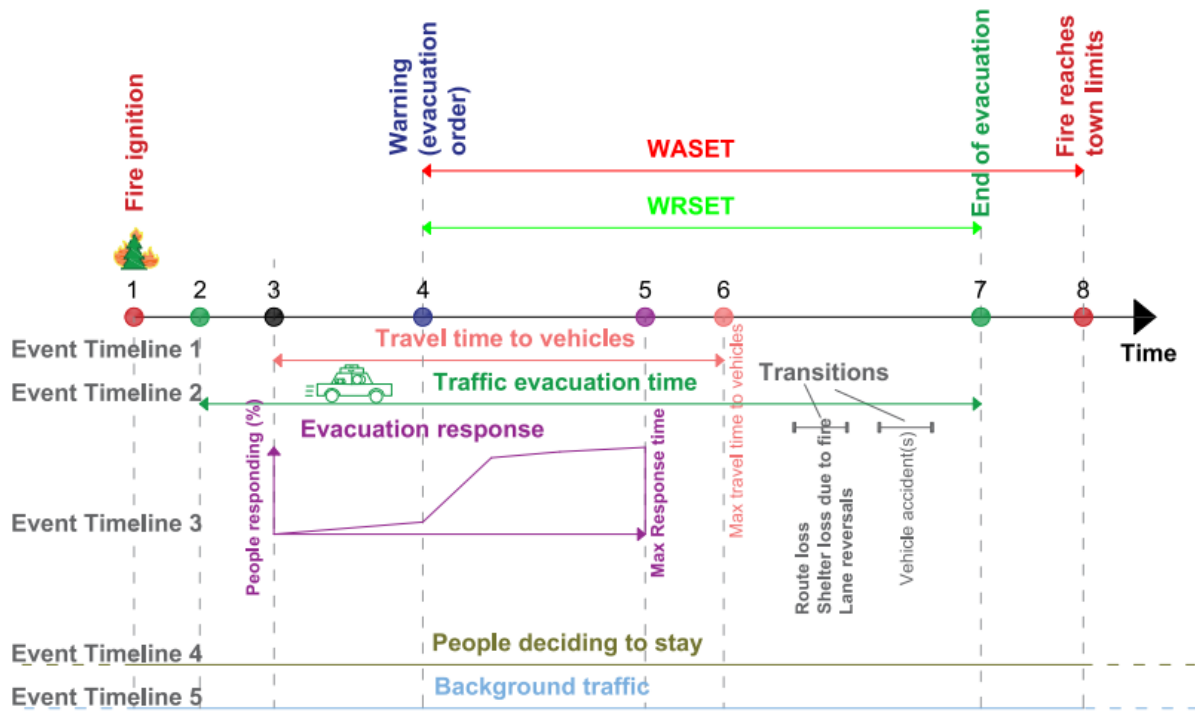 Fire ignition
Warning
(evacuation
order)
End of evacuation
Fire reaches
town limits
WASET
WRSET
1
2
3
4
5
6
7
8
Time
Event Timeline 1
Travel time to vehicles
Event Timeline 2
Traffic evacuation time
Transitions
Evacuation response
People responding (%)
Max Response time
Max travel time to vehicles
Event Timeline 3
Route loss
Shelter loss due to fire
Lane reversals
Vehicle accident(s)
Event Timeline 4
People deciding to stay
Event Timeline 5
Background traffic